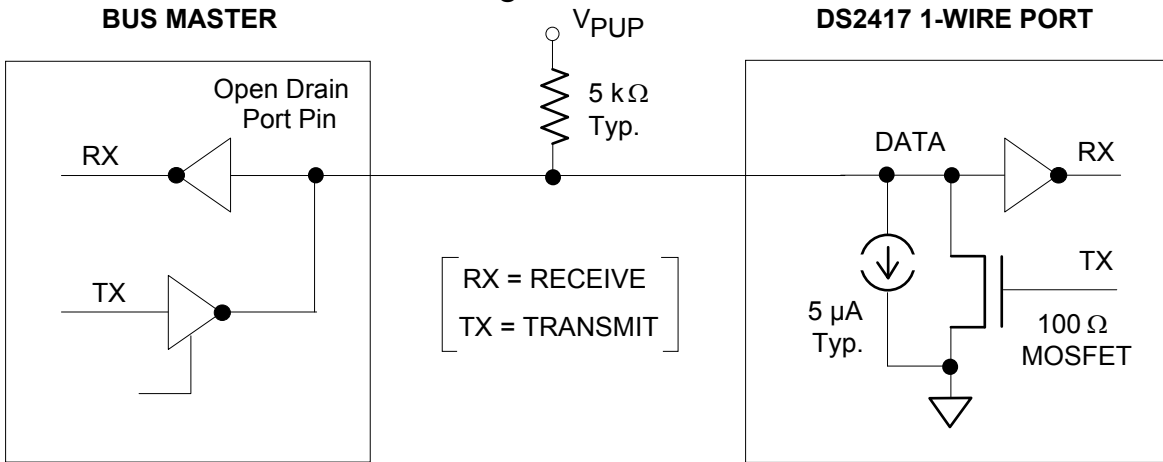 BUS MASTER
VPUP
DS2417 1-WIRE PORT
Open Drain
Port Pin
5 kΩ
Typ.
RX
DATA
RX
TX
RX = RECEIVE
TX = TRANSMIT
5 µA
Typ.
TX
100 Ω
MOSFET